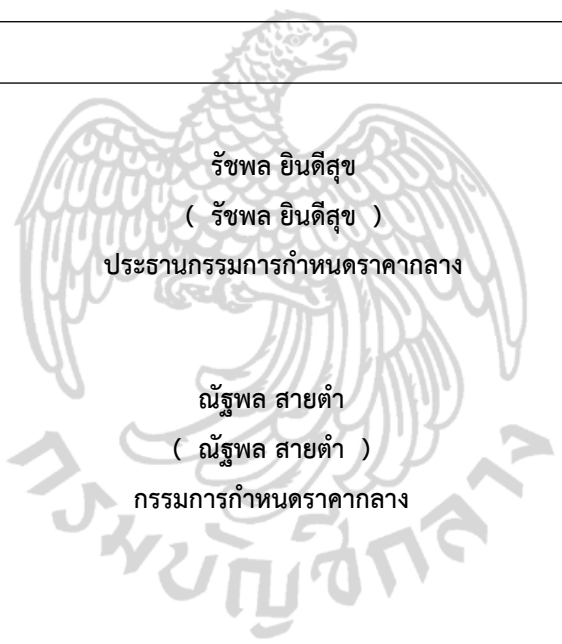 รัชพล ยินดีสุข
( รัชพล ยินดีสุข )
ประธานกรรมการกำหนดราคากลาง
ณัฐพล สายตำ
( ณัฐพล สายตำ )
กรรมการกำหนดราคากลาง
กรมบัญชีกลาง